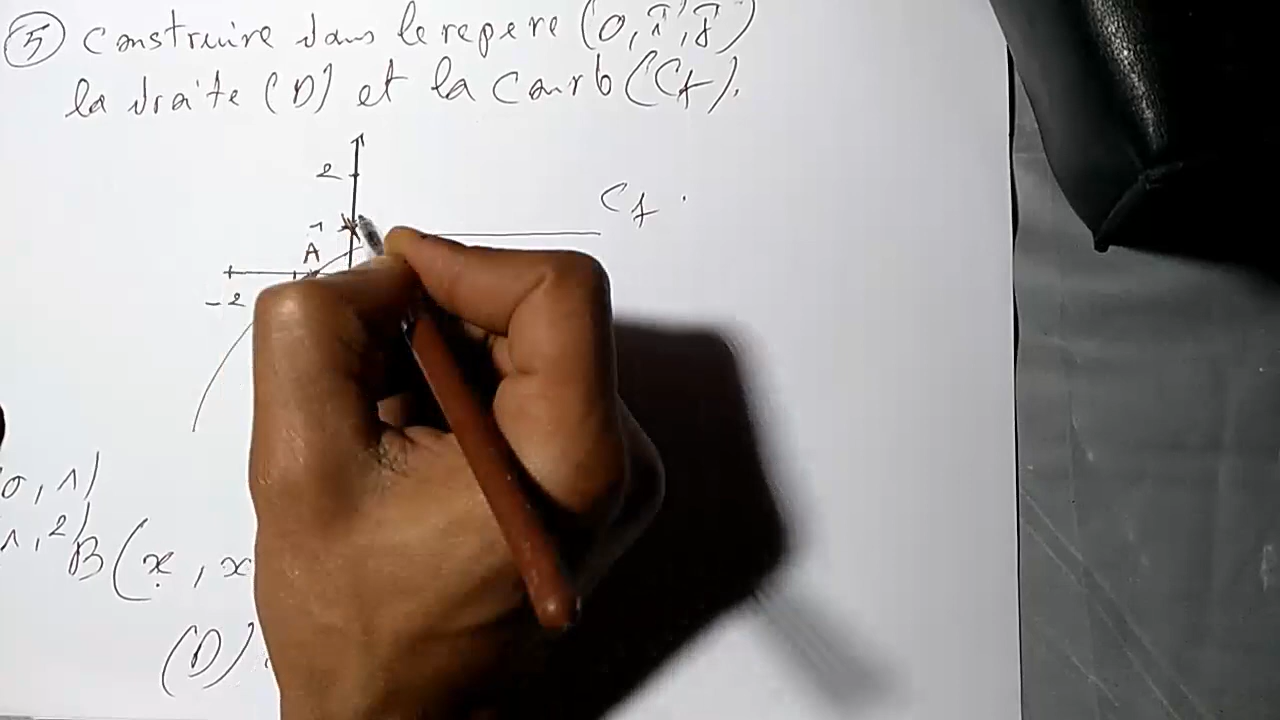 5 construire dans le repere (0, i, j)
la droite (D) et la courb (Cf).
2
Cf .
1
A
-2
0, 1)
1, 2)
B(x, x
(D).